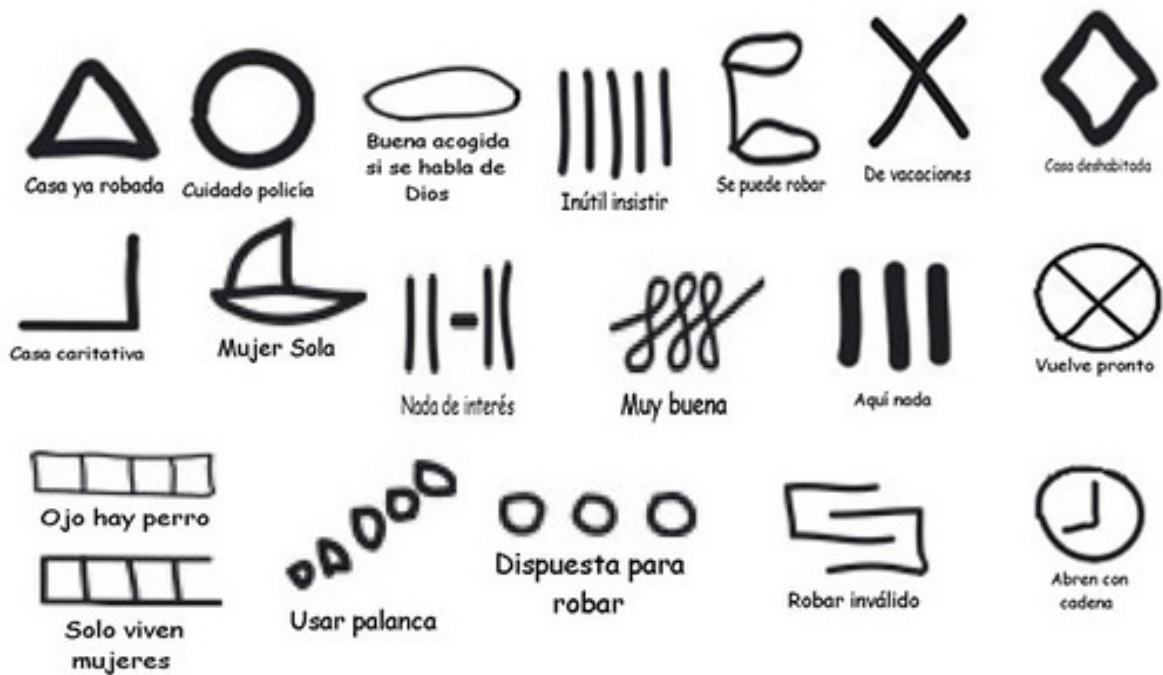 Casa ya robada
Cuidado policía
Buena acogida
si se habla de
Dios
Inútil insistir
Se puede robar
De vacaciones
Casa deshabitada
Casa caritativa
Mujer Sola
Nada de interés
Muy buena
Aquí nada
Vuelve pronto
Ojo hay perro
Solo viven
mujeres
Usar palanca
Dispuesta para
robar
Robar inválido
Abren con
cadena